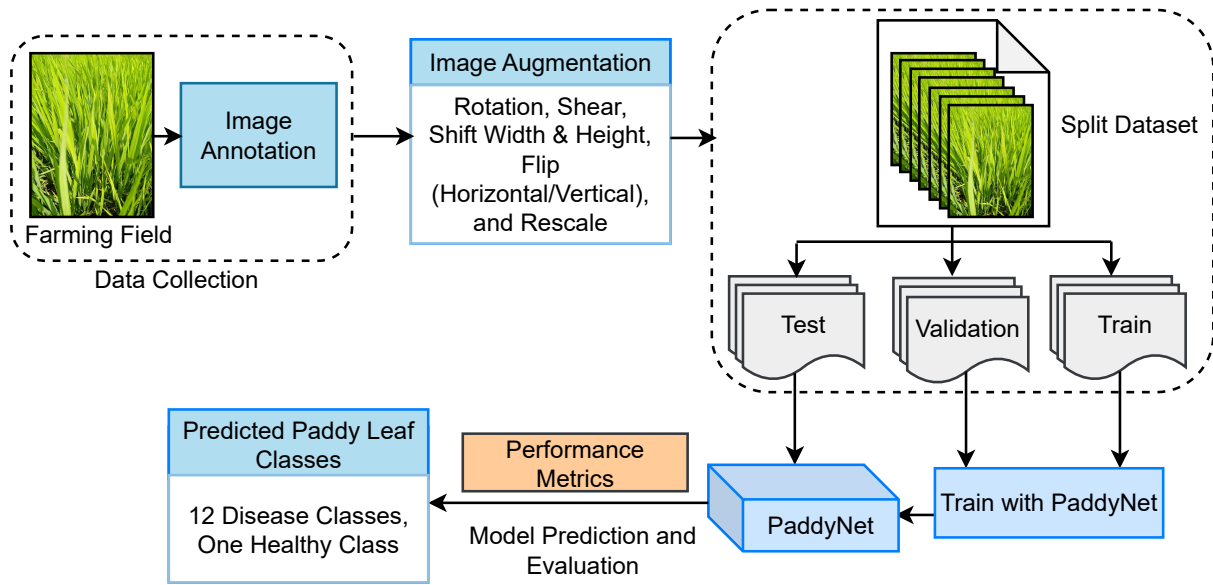 Farming Field
Image
Annotation
Data Collection
Image Augmentation
Rotation, Shear,
Shift Width & Height,
Flip
(Horizontal/Vertical),
and Rescale
Split Dataset
Test
Validation
Train
Train with PaddyNet
PaddyNet
Performance
Metrics
Model Prediction and
Evaluation
Predicted Paddy Leaf
Classes
12 Disease Classes,
One Healthy Class